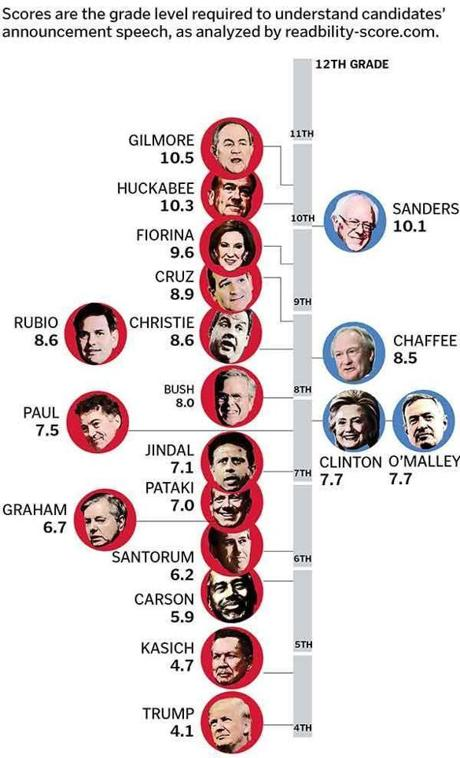 Scores are the grade level required to understand candidates'
announcement speech, as analyzed by readbility-score.com.
12TH GRADE
11TH
GILMORE
10.5
HUCKABEE
10.3
10TH
SANDERS
10.1
FIORINA
9.6
CRUZ
8.9
9TH
RUBIO
8.6
CHRISTIE
8.6
CHAFFEE
8.5
BUSH
8.0
8TH
PAUL
7.5
CLINTON
7.7
O'MALLEY
7.7
JINDAL
7.1
7TH
PATAKI
7.0
GRAHAM
6.7
SANTORUM
6.2
6TH
CARSON
5.9
5TH
KASICH
4.7
TRUMP
4.1
4TH